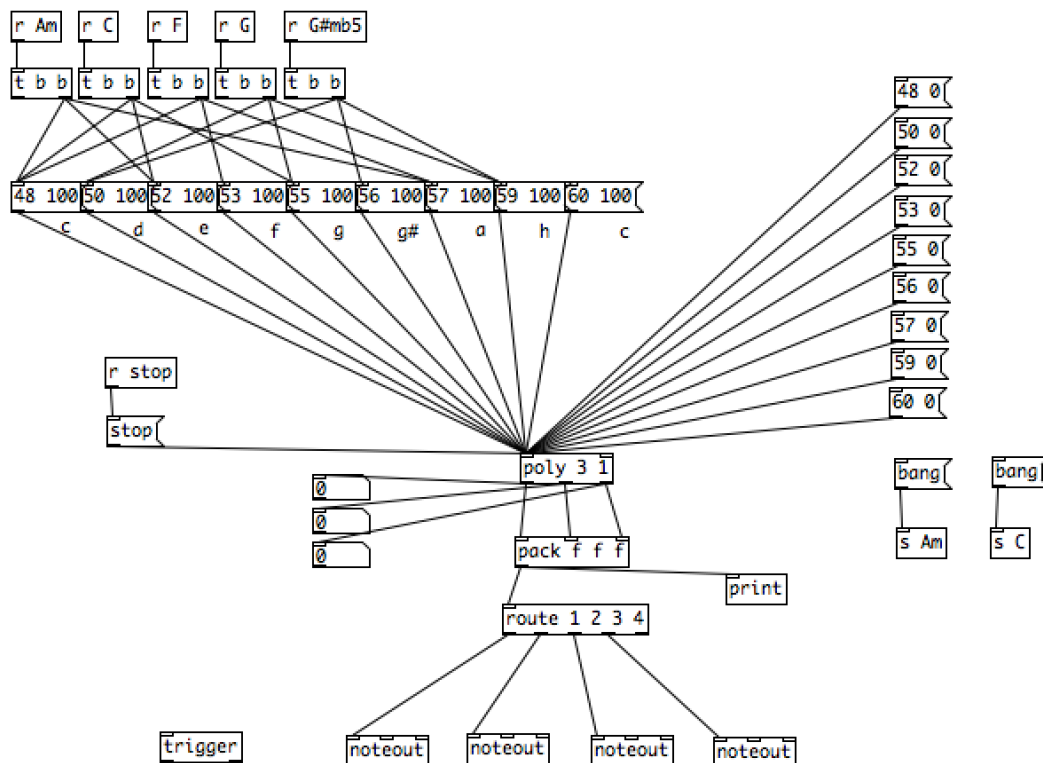 r Am r C r F r G r G#mb5
t b b t b b t b b t b b t b b
48 0
50 0
52 0
48 100 50 100 52 100 53 100 55 100 56 100 57 100 59 100 60 100
53 0
c d e f g g# a h c
55 0
56 0
57 0
r stop
59 0
60 0
stop
poly 3 1
bang bang
0
0
s Am s C
0
pack f f f
print
route 1 2 3 4
trigger noteout noteout noteout noteout